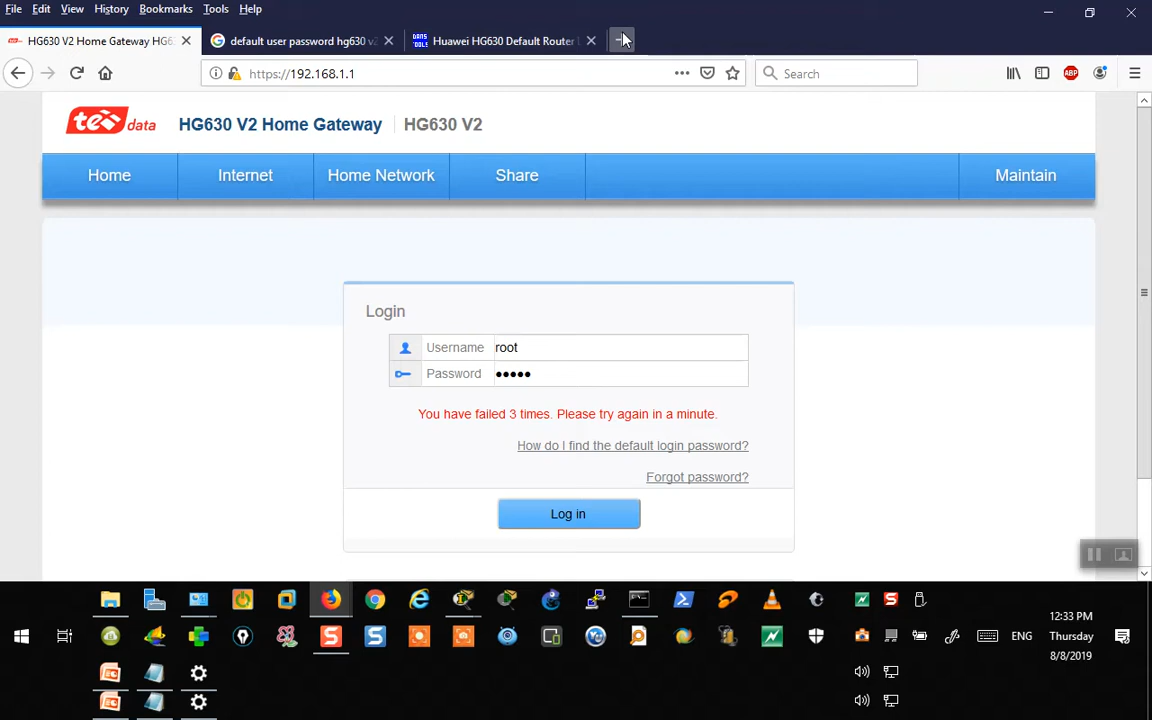 File Edit View History Bookmarks Tools Help
HG630 V2 Home Gateway HG6
default user password hg630 v2
Huawei HG630 Default Router
https://192.168.1.1
Search
ABP
te data HG630 V2 Home Gateway HG630 V2
Home Internet Home Network Share Maintain
Login
Username root
Password •••••
You have failed 3 times. Please try again in a minute.
How do I find the default login password?
Forgot password?
Log in
12:33 PM
ENG Thursday
8/8/2019